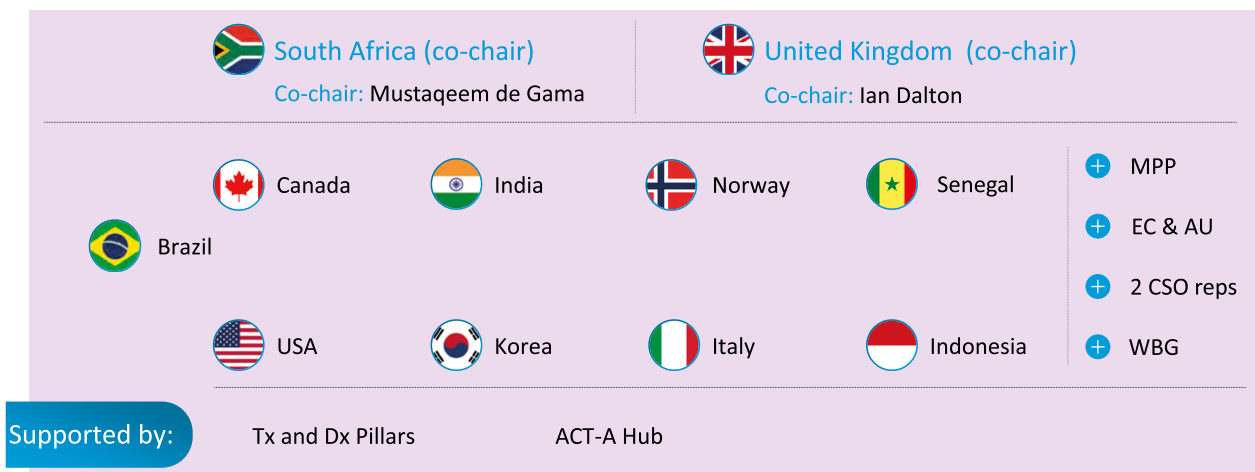 South Africa (co-chair)
Co-chair: Mustaqeem de Gama
United Kingdom (co-chair)
Co-chair: Ian Dalton
Canada
India
Norway
Senegal
Brazil
USA
Korea
Italy
Indonesia
MPP
EC & AU
2 CSO reps
WBG
Supported by:
Tx and Dx Pillars
ACT-A Hub